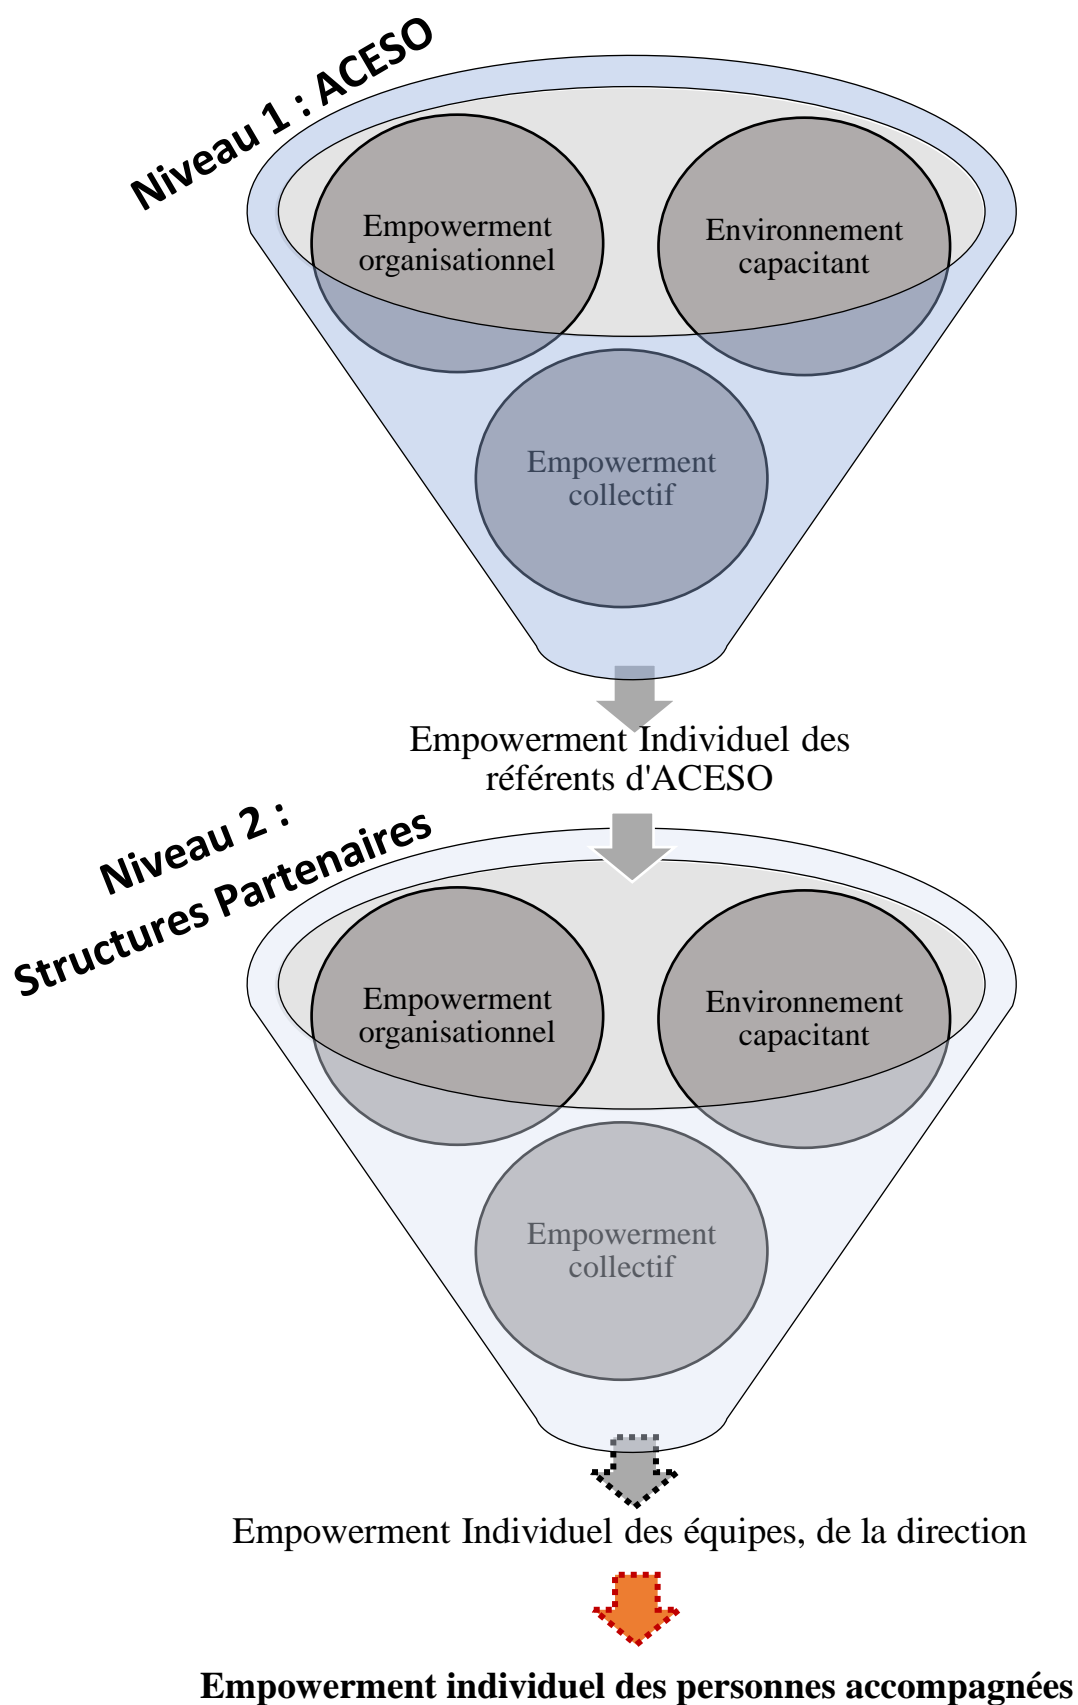 Niveau 1 : ACESO
Empowerment
organisationnel
Environnement
capacitant
Empowerment
collectif
Empowerment Individuel des
référents d'ACESO
Niveau 2 :
Structures Partenaires
Empowerment
organisationnel
Environnement
capacitant
Empowerment
collectif
Empowerment Individuel des équipes, de la direction
Empowerment individuel des personnes accompagnées